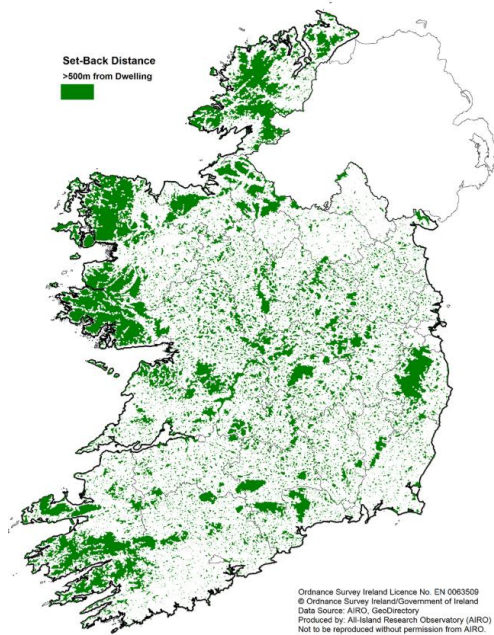 Set-Back Distance
>500m from Dwelling
Ordnance Survey Ireland Licence No. EN 0063509
© Ordnance Survey Ireland/Government of Ireland
Data Source: AIRO, GeoDirectory
Produced by: All-Island Research Observatory (AIRO)
Not to be reproduced without permission from AIRO.